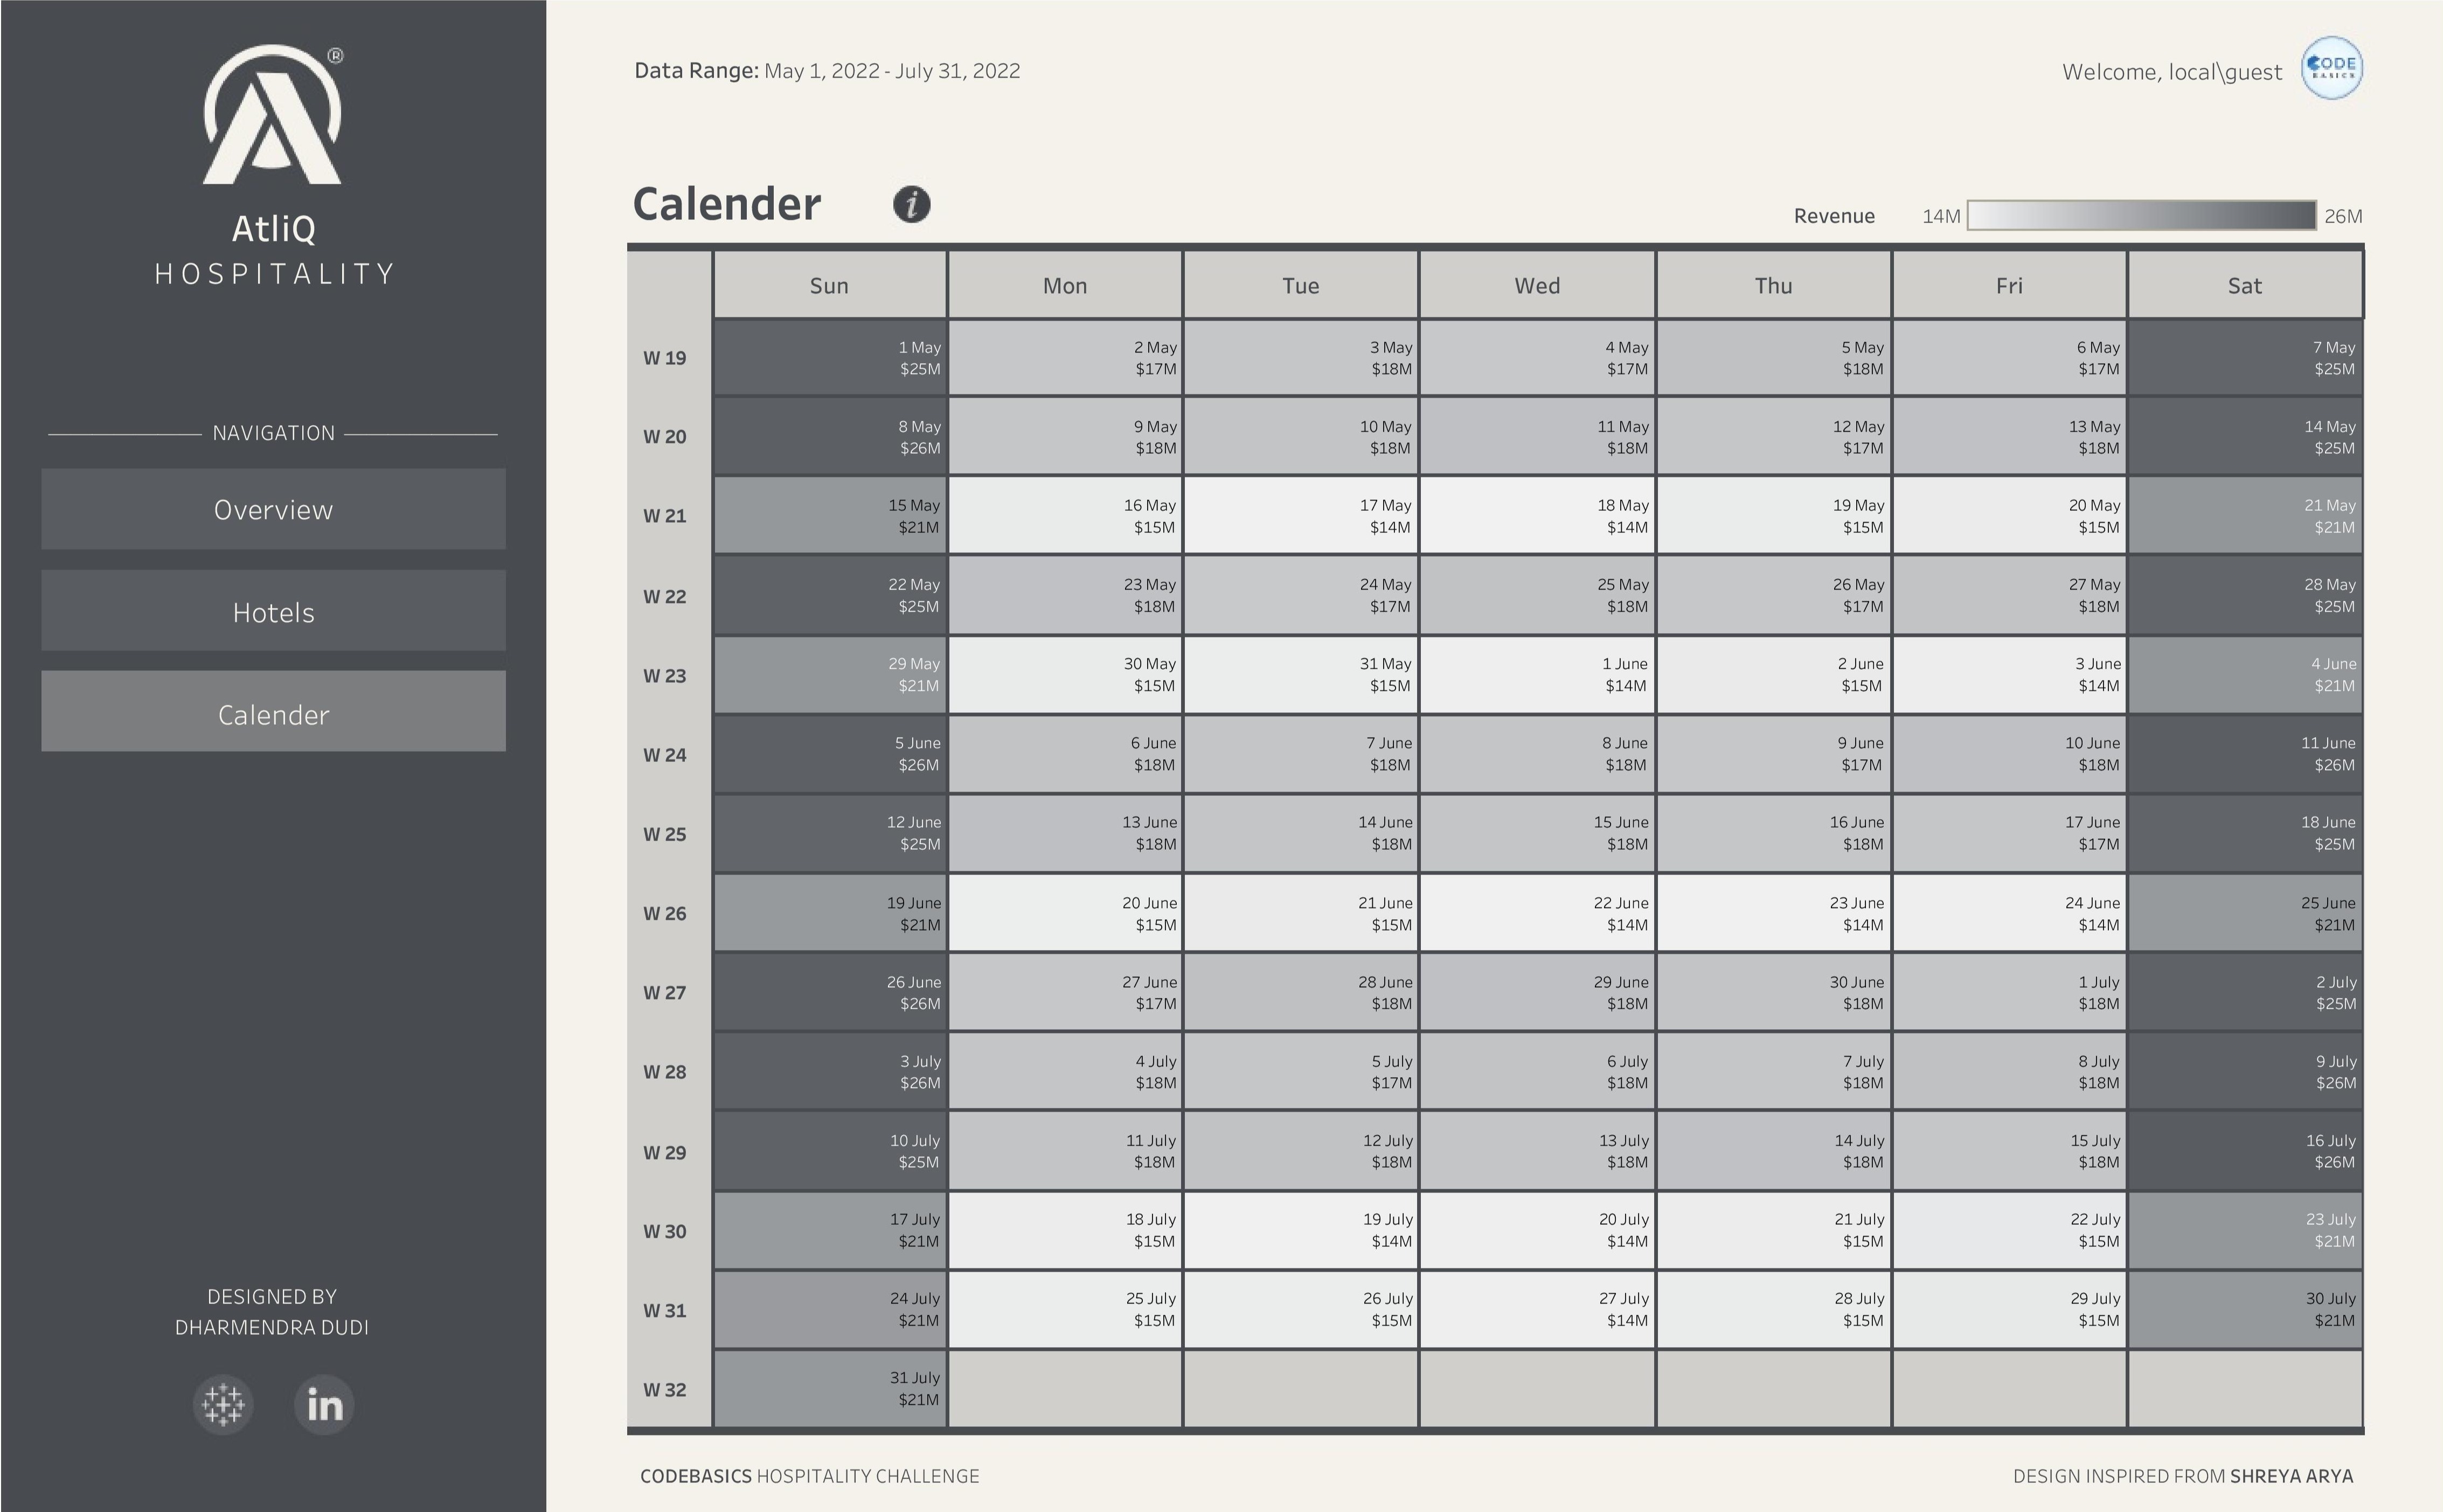 ®
AtliQ
HOSPITALITY
NAVIGATION
Overview
Hotels
Calender
DESIGNED BY
DHARMENDRA DUDI
in
Data Range: May 1, 2022 - July 31, 2022
Welcome, local\guest
CODE
BASICS
Calender i
Revenue 14M 26M
Sun Mon Tue Wed Thu Fri Sat
W 19
1 May 2 May 3 May 4 May 5 May 6 May 7 May
$25M $17M $18M $17M $18M $17M $25M
W 20
8 May 9 May 10 May 11 May 12 May 13 May 14 May
$26M $18M $18M $18M $17M $18M $25M
W 21
15 May 16 May 17 May 18 May 19 May 20 May 21 May
$21M $15M $14M $14M $15M $15M $21M
W 22
22 May 23 May 24 May 25 May 26 May 27 May 28 May
$25M $18M $17M $18M $17M $18M $25M
W 23
29 May 30 May 31 May 1 June 2 June 3 June 4 June
$21M $15M $15M $14M $15M $14M $21M
W 24
5 June 6 June 7 June 8 June 9 June 10 June 11 June
$26M $18M $18M $18M $17M $18M $26M
W 25
12 June 13 June 14 June 15 June 16 June 17 June 18 June
$25M $18M $18M $18M $18M $17M $25M
W 26
19 June 20 June 21 June 22 June 23 June 24 June 25 June
$21M $15M $15M $14M $14M $14M $21M
W 27
26 June 27 June 28 June 29 June 30 June 1 July 2 July
$26M $17M $18M $18M $18M $18M $25M
W 28
3 July 4 July 5 July 6 July 7 July 8 July 9 July
$26M $18M $17M $18M $18M $18M $26M
W 29
10 July 11 July 12 July 13 July 14 July 15 July 16 July
$25M $18M $18M $18M $18M $18M $26M
W 30
17 July 18 July 19 July 20 July 21 July 22 July 23 July
$21M $15M $14M $14M $15M $15M $21M
W 31
24 July 25 July 26 July 27 July 28 July 29 July 30 July
$21M $15M $15M $14M $15M $15M $21M
W 32
31 July
$21M
CODEBASICS HOSPITALITY CHALLENGE
DESIGN INSPIRED FROM SHREYA ARYA